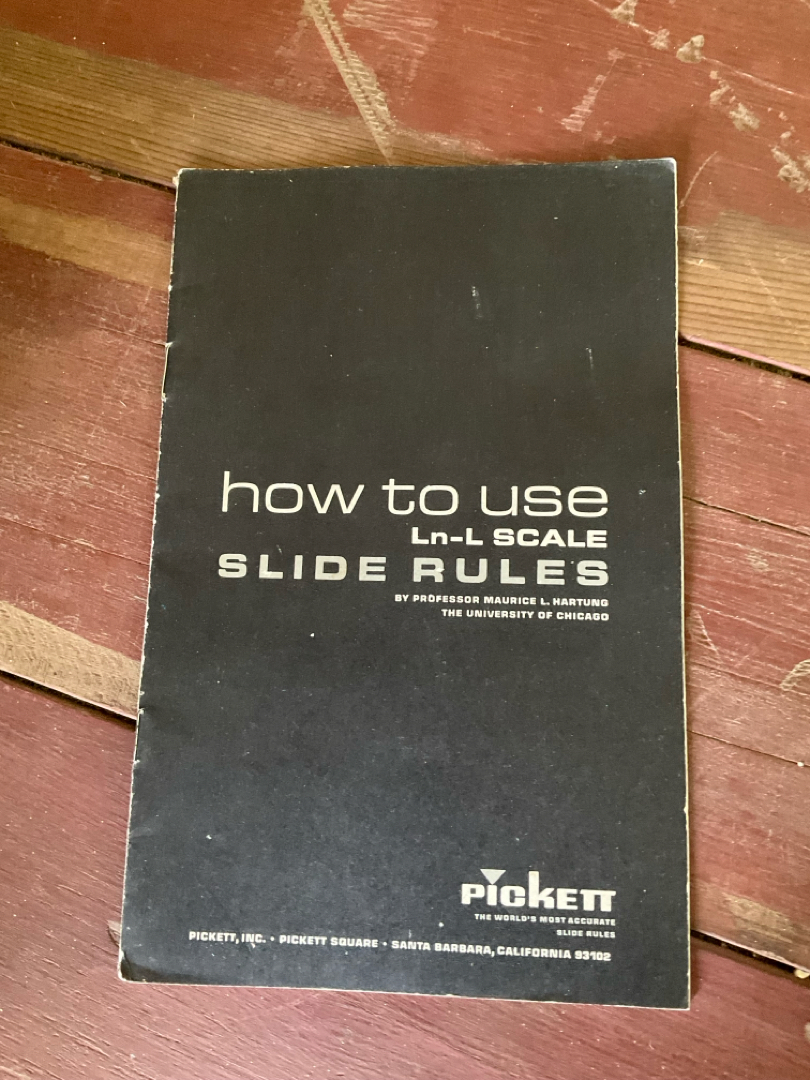 how to use
Ln-L SCALE
SLIDE RULES
BY PROFESSOR MAURICE L. HARTUNG
THE UNIVERSITY OF CHICAGO
PICKETT
THE WORLD'S MOST ACCURATE
SLIDE RULES
PICKETT, INC. • PICKETT SQUARE • SANTA BARBARA, CALIFORNIA 93102